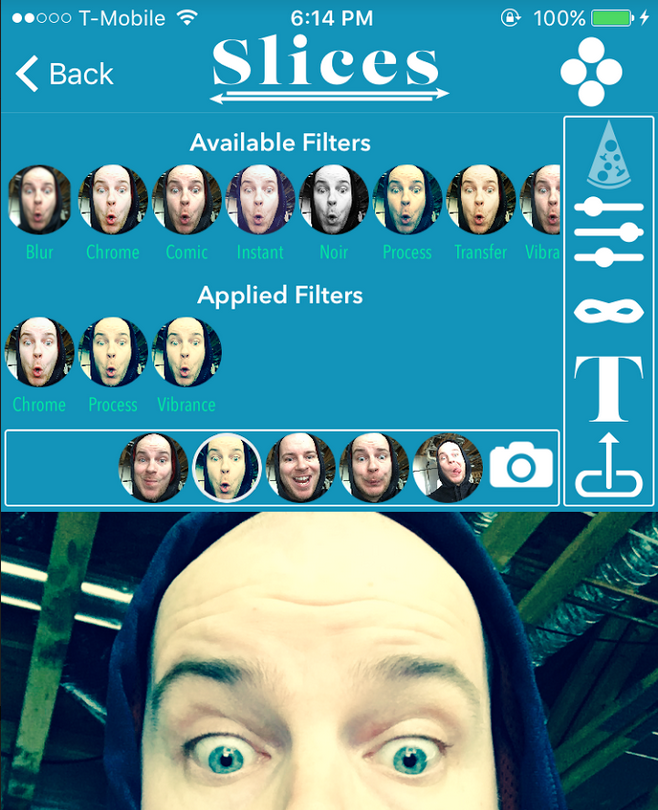 T-Mobile 6:14 PM 100%
Back
Slices
Available Filters
Blur Chrome Comic Instant Noir Process Transfer Vibra
Applied Filters
Chrome Process Vibrance
T